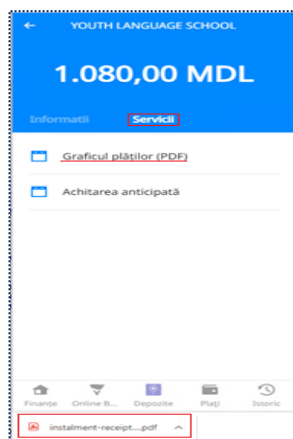 ← YOUTH LANGUAGE SCHOOL
1.080,00 MDL
Informatii Servicii
Graficul plăților (PDF)
Achitarea anticipată
Finanțe Online B... Depozite Plați Istoric
instalment-receipt....pdf